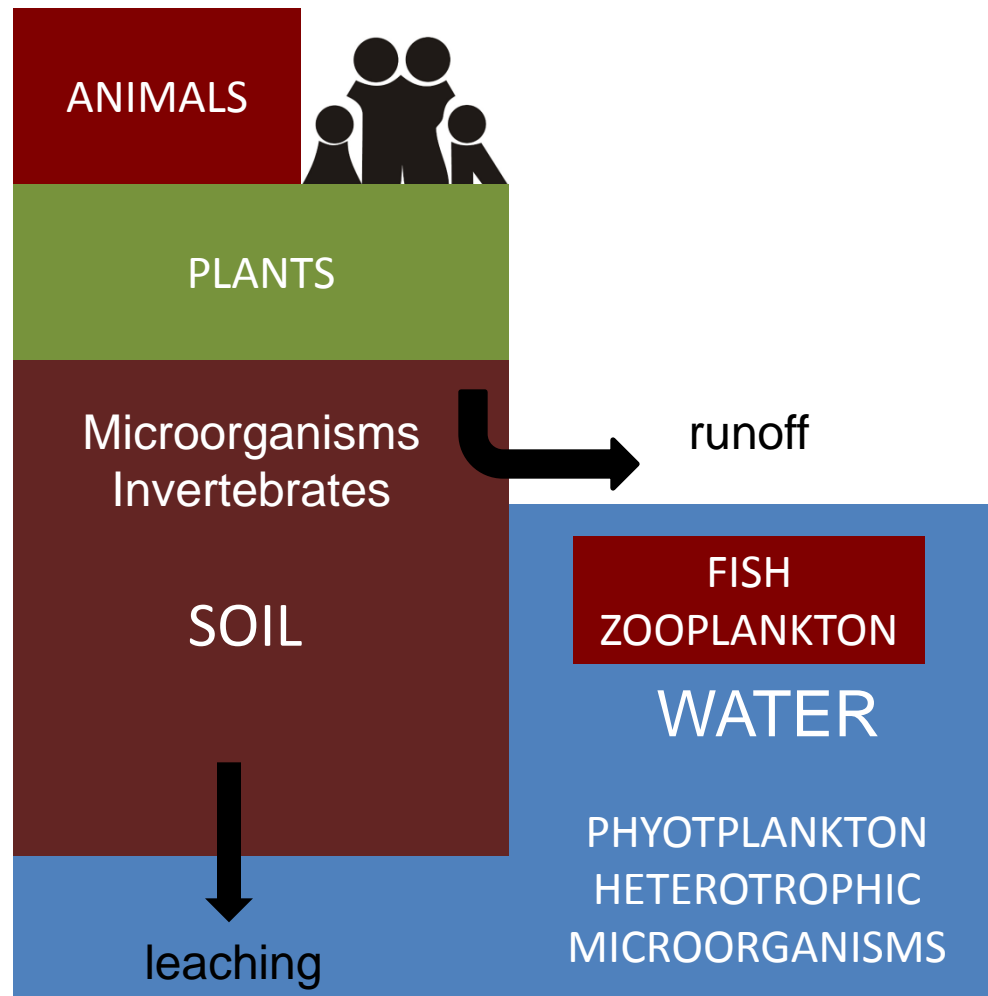 ANIMALS
PLANTS
Microorganisms
Invertebrates
runoff
SOIL
FISH
ZOOPLANKTON
WATER
PHYOTPLANKTON
HETEROTROPHIC
MICROORGANISMS
leaching